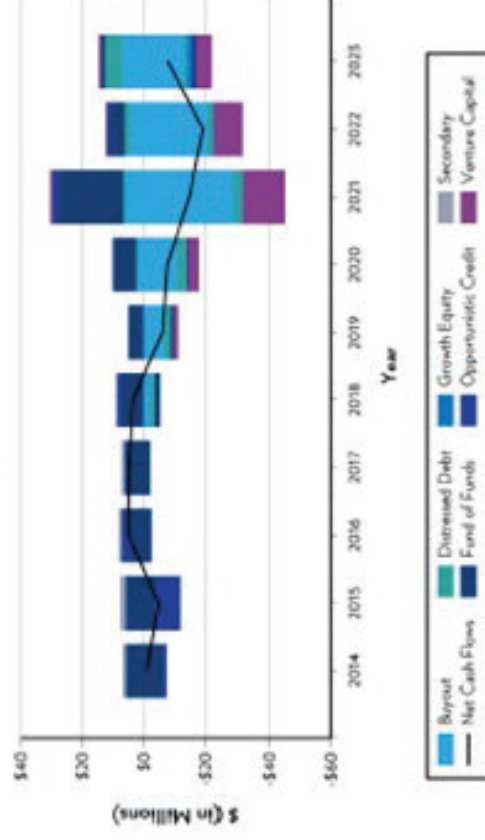 $40
$20
$0
-$20
-$40
-$60
$ (in Millions)
2014 2015 2016 2017 2018 2019 2020 2021 2022 2023
Year
Buyout Distressed Debt Growth Equity Secondary
Net Cash Flows Fund of Funds Opportunistic Credit Venture Capital